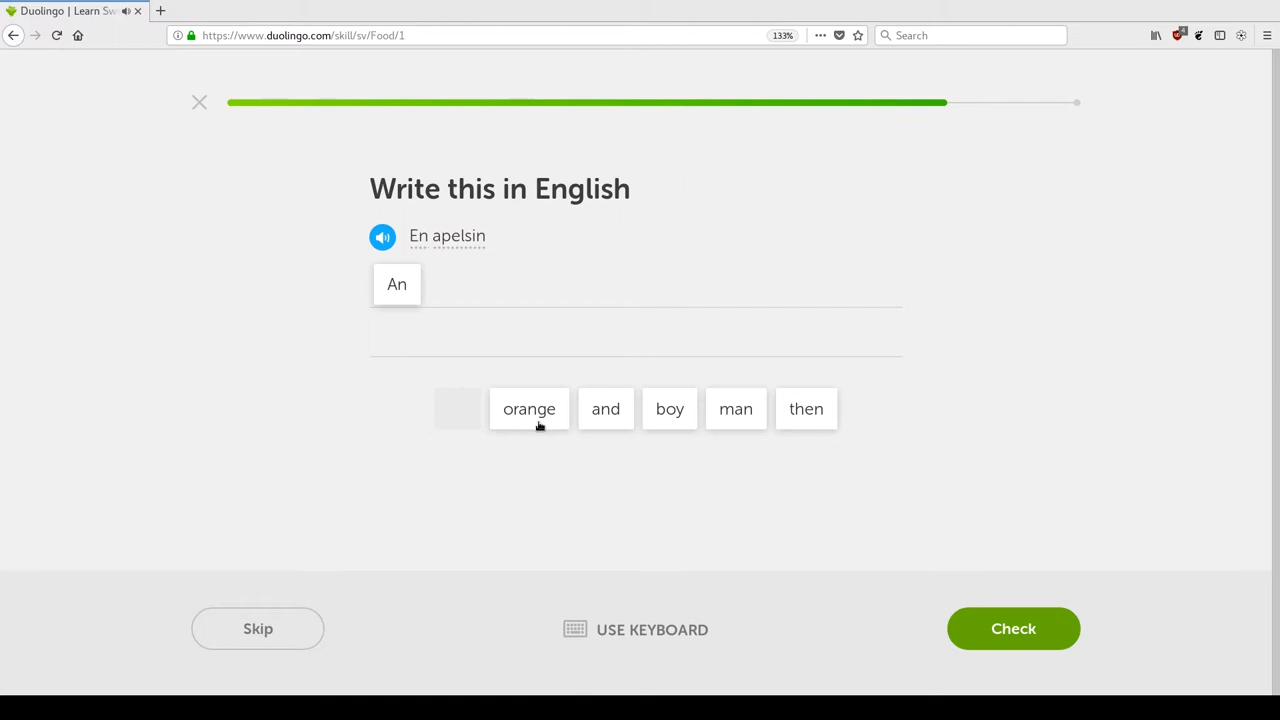 Duolingo | Learn Sw
https://www.duolingo.com/skill/sv/Food/1
133%
Search
Write this in English
En apelsin
An
orange and boy man then
Skip
USE KEYBOARD
Check